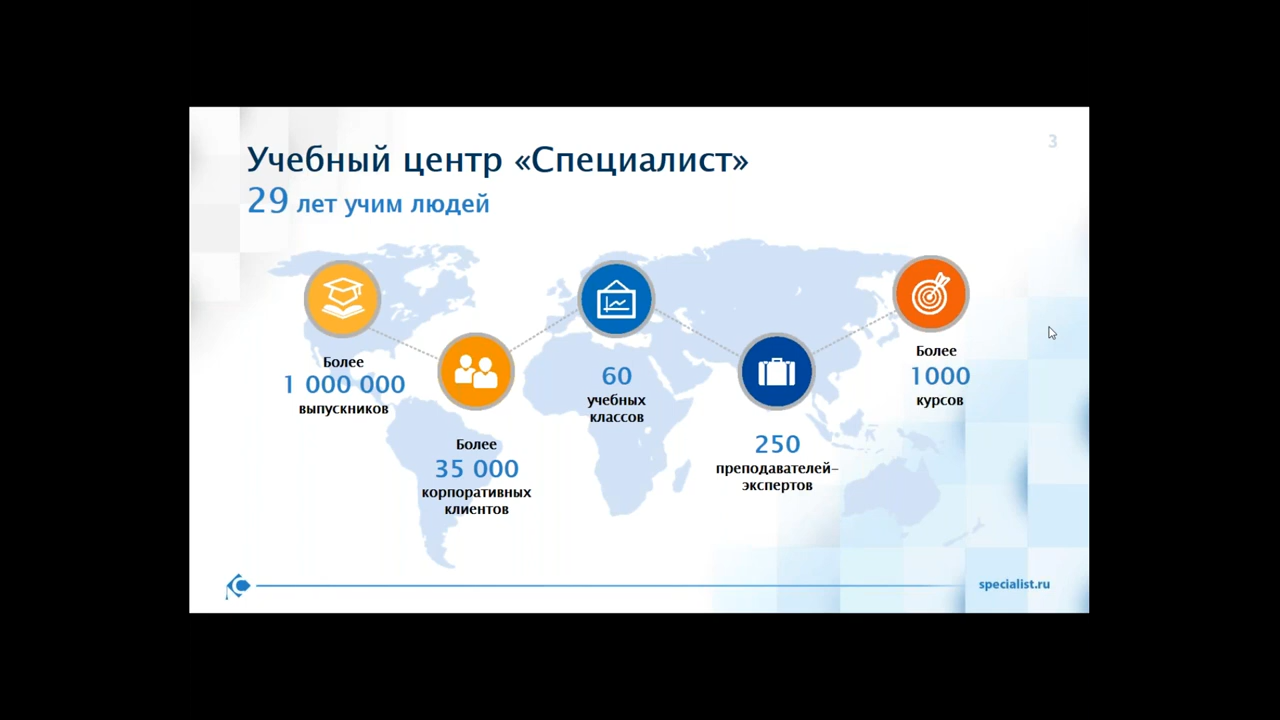 3
Учебный центр «Специалист»
29 лет учим людей
Более
1 000 000
выпускников
Более
35 000
корпоративных
клиентов
60
учебных
классов
250
преподавателей-
экспертов
Более
1000
курсов
specialist.ru